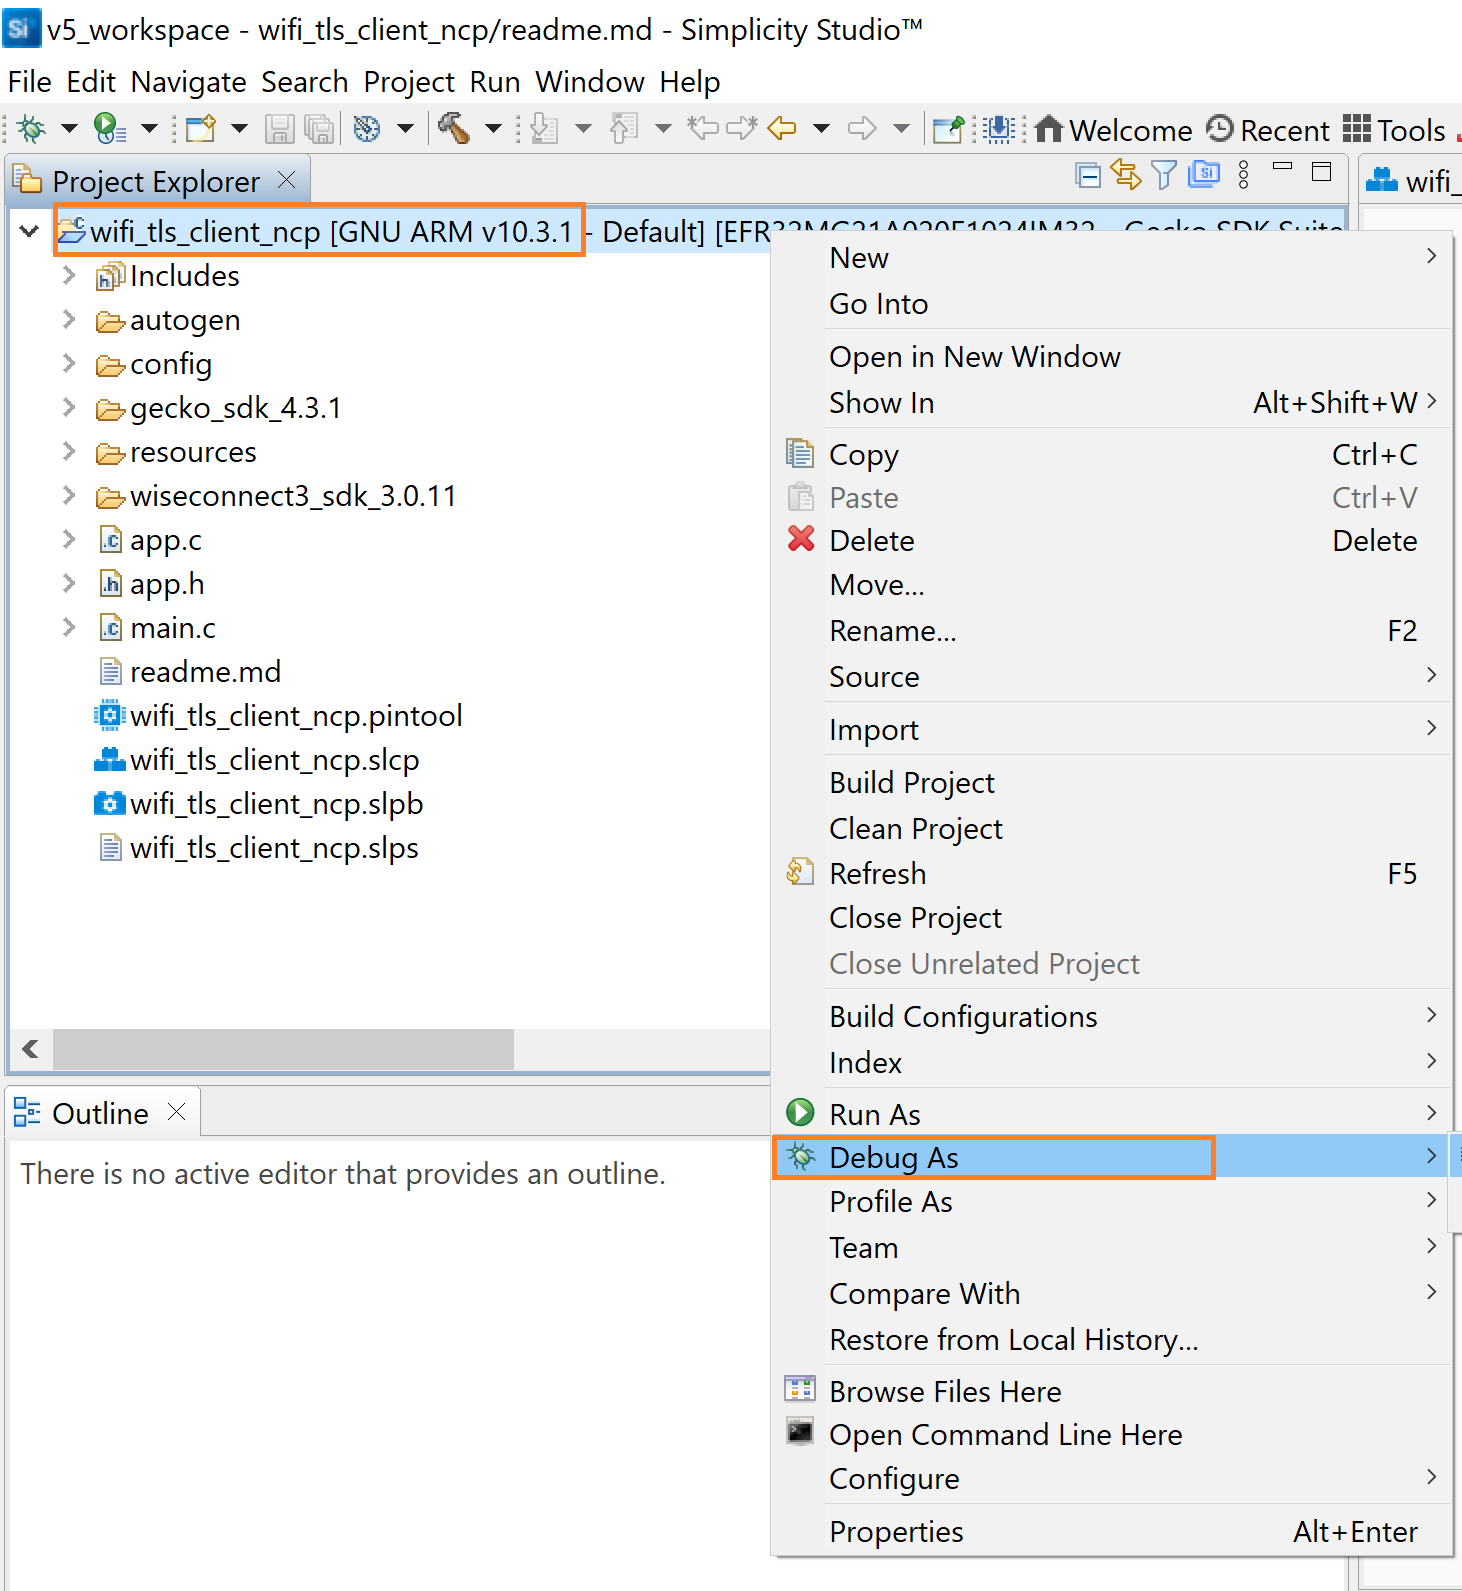 v5_workspace - wifi_tls_client_ncp/readme.md - Simplicity Studio™
File Edit Navigate Search Project Run Window Help
Welcome Recent Tools
Project Explorer
wifi_
wifi_tls_client_ncp [GNU ARM v10.3.1 - Default] [EFR32MG21A020F1024IM32 - Gecko SDK Suite
Includes
autogen
config
gecko_sdk_4.3.1
resources
wiseconnect3_sdk_3.0.11
app.c
app.h
main.c
readme.md
wifi_tls_client_ncp.pintool
wifi_tls_client_ncp.slcp
wifi_tls_client_ncp.slpb
wifi_tls_client_ncp.slps
New
Go Into
Open in New Window
Show In Alt+Shift+W
Copy Ctrl+C
Paste Ctrl+V
Delete Delete
Move...
Rename... F2
Source
Import
Build Project
Clean Project
Refresh F5
Close Project
Close Unrelated Project
Build Configurations
Index
Run As
Debug As
Profile As
Team
Compare With
Restore from Local History...
Browse Files Here
Open Command Line Here
Configure
Properties Alt+Enter
Outline
There is no active editor that provides an outline.